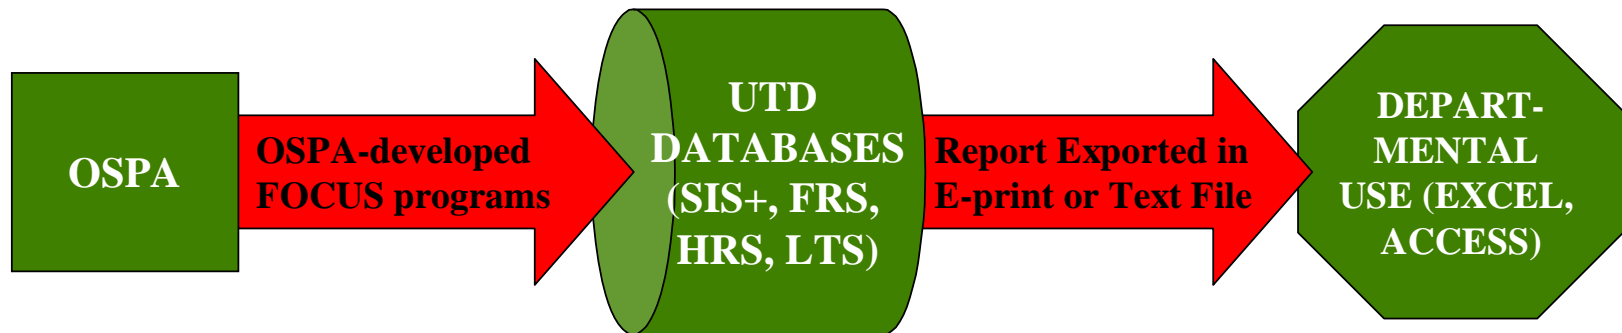 OSPA
OSPA-developed
FOCUS programs
UTD
DATABASES
(SIS+, FRS,
HRS, LTS)
Report Exported in
E-print or Text File
DEPART-
MENTAL
USE (EXCEL,
ACCESS)